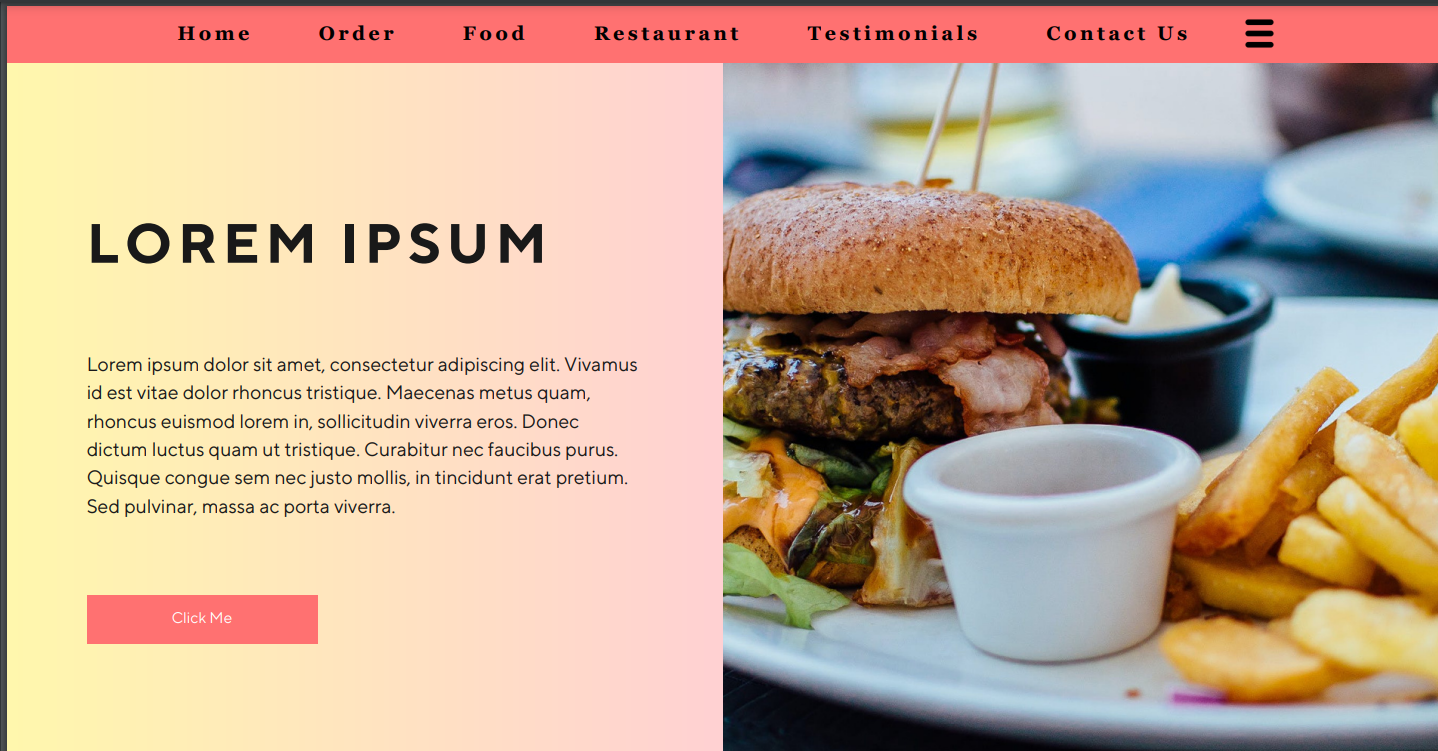 Home Order Food Restaurant Testimonials Contact Us
LOREM IPSUM
Lorem ipsum dolor sit amet, consectetur adipiscing elit. Vivamus
id est vitae dolor rhoncus tristique. Maecenas metus quam,
rhoncus euismod lorem in, sollicitudin viverra eros. Donec
dictum luctus quam ut tristique. Curabitur nec faucibus purus.
Quisque congue sem nec justo mollis, in tincidunt erat pretium.
Sed pulvinar, massa ac porta viverra.
Click Me